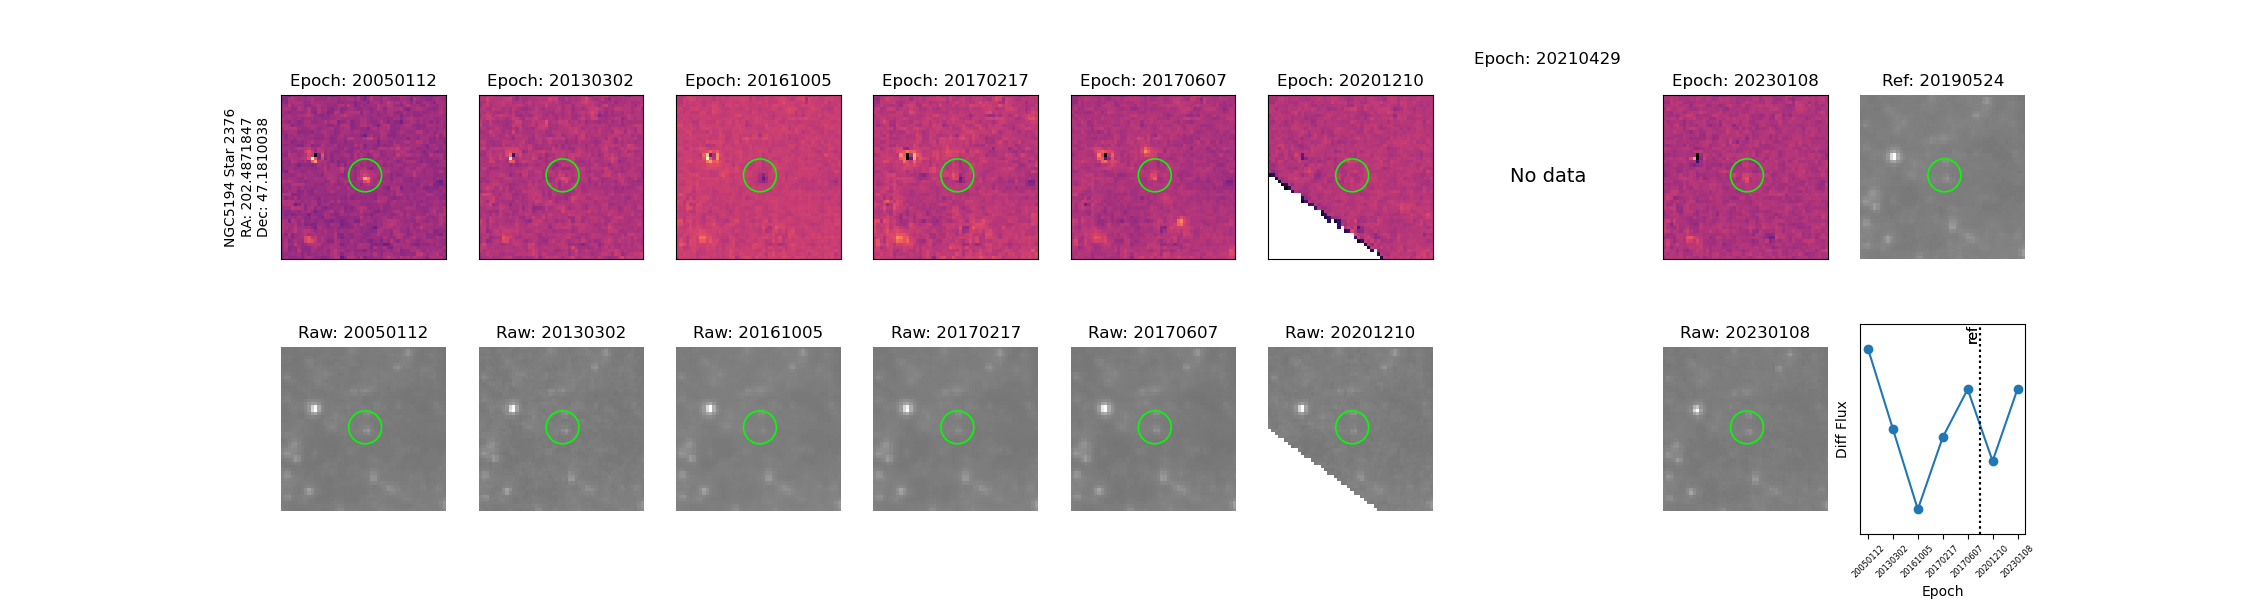 Epoch: 20210429
Epoch: 20050112
Epoch: 20130302
Epoch: 20161005
Epoch: 20170217
Epoch: 20170607
Epoch: 20201210
Epoch: 20230108
Ref: 20190524
NGC5194 Star 2376
RA: 202.4871847
Dec: 47.1810038
No data
Raw: 20050112
Raw: 20130302
Raw: 20161005
Raw: 20170217
Raw: 20170607
Raw: 20201210
Raw: 20230108
ref
Diff Flux
20050112
20130302
20161005
20170217
20170607
20201210
20230108
Epoch